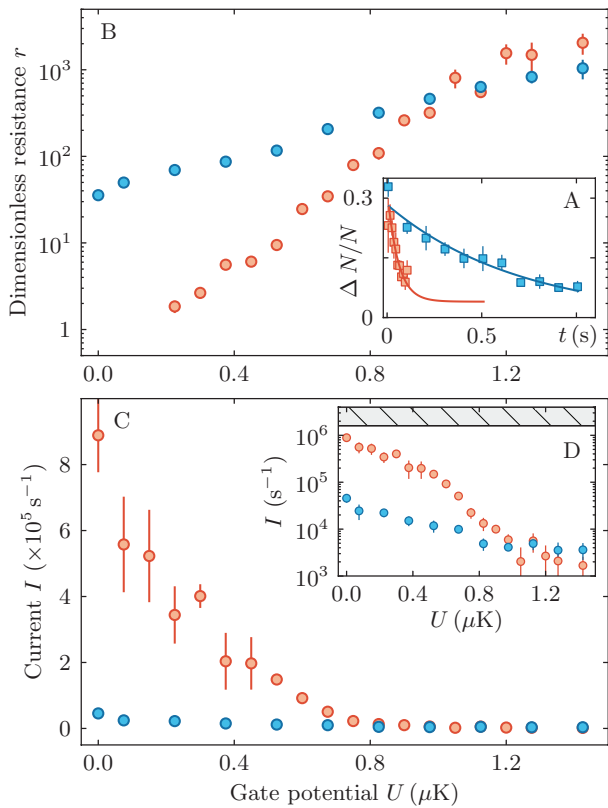 B
Dimensionless resistance r
10³
10²
10¹
1
0.0 0.4 0.8 1.2
A
Δ N/N
0.3
0
0 0.5 t (s)
C
Current I (×10⁵ s⁻¹)
8
6
4
2
0
0.0 0.4 0.8 1.2
Gate potential U (μK)
D
I (s⁻¹)
10⁶
10⁵
10⁴
10³
0.0 0.4 0.8 1.2
U (μK)